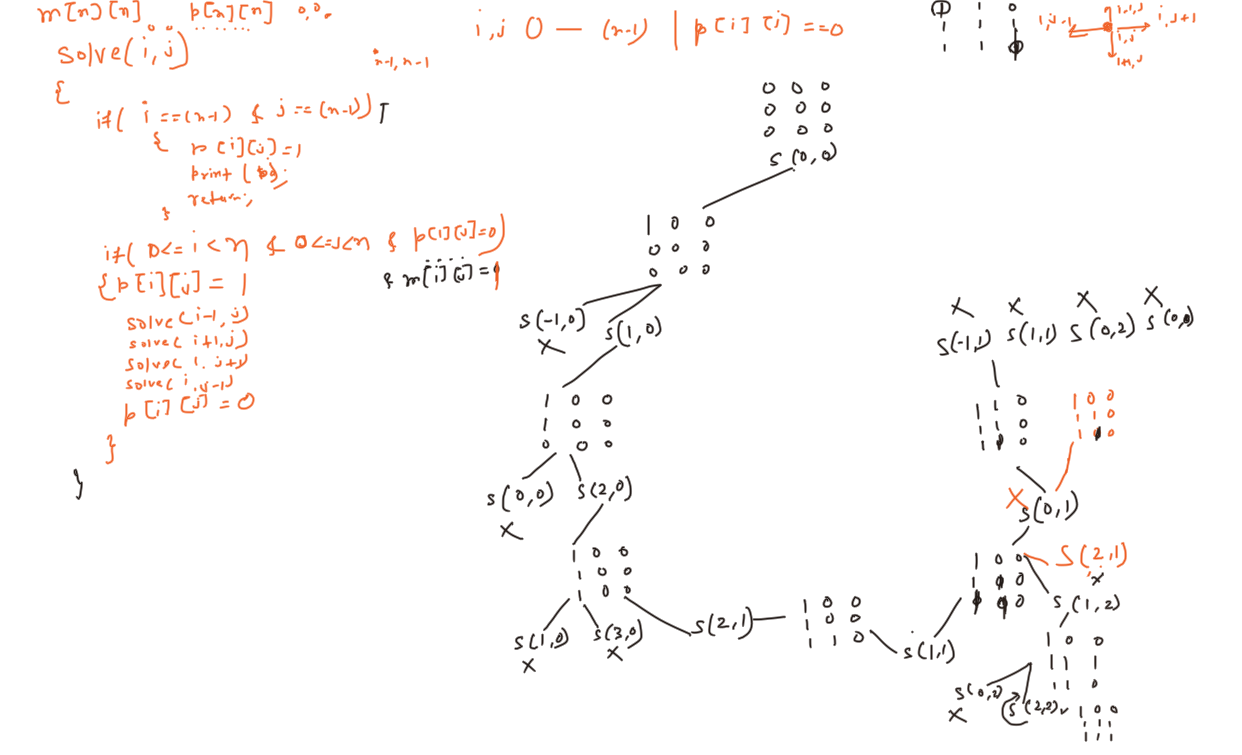 m[n][n] p[n][n] 0,0.
i,j 0 — (n-1) | p[i][j]==0
solve(i,j)
n-1,n-1
{
if( i==(n-1) & j==(n-1))
{ p[i][j]=1
print(p);
return;
}
if( 0<=i<n & 0<=j<n & p[i][j]=0)
& m[i][j]=
{p[i][j]= 1
solve(i-1,j)
solve(i+1,j)
solve(i,j+1)
solve(i,j-1)
p[i][j]=0
}
}
1 1 0
1 1 1
1 1 0
i-1,j
i,j-1 i,j i,j+1
i+1,j
0 0 0
0 0 0
0 0 0
S(0,0)
1 0 0
0 0 0
0 0 0
S(-1,0) S(1,0)
X
1 0 0
1 0 0
0 0 0
S(0,0) S(2,0)
X
1 0 0
1 0 0
1 0 0
S(1,0) S(3,0) S(2,1)
X X
1 0 0
1 0 0
1 1 0
S(1,1)
X X X X
S(-1,1) S(1,1) S(0,2) S(0,0)
1 1 0
1 1 0
1 1 0
1 0 0
1 1 0
1 0
X S(0,1)
1 0 0
1 0
0
S(2,1)
X
S(1,2)
1 0 0
1 1 1
1 1 0
S(0,2) S(2,2)
X
1 0 0
1 1 1
1 1 1